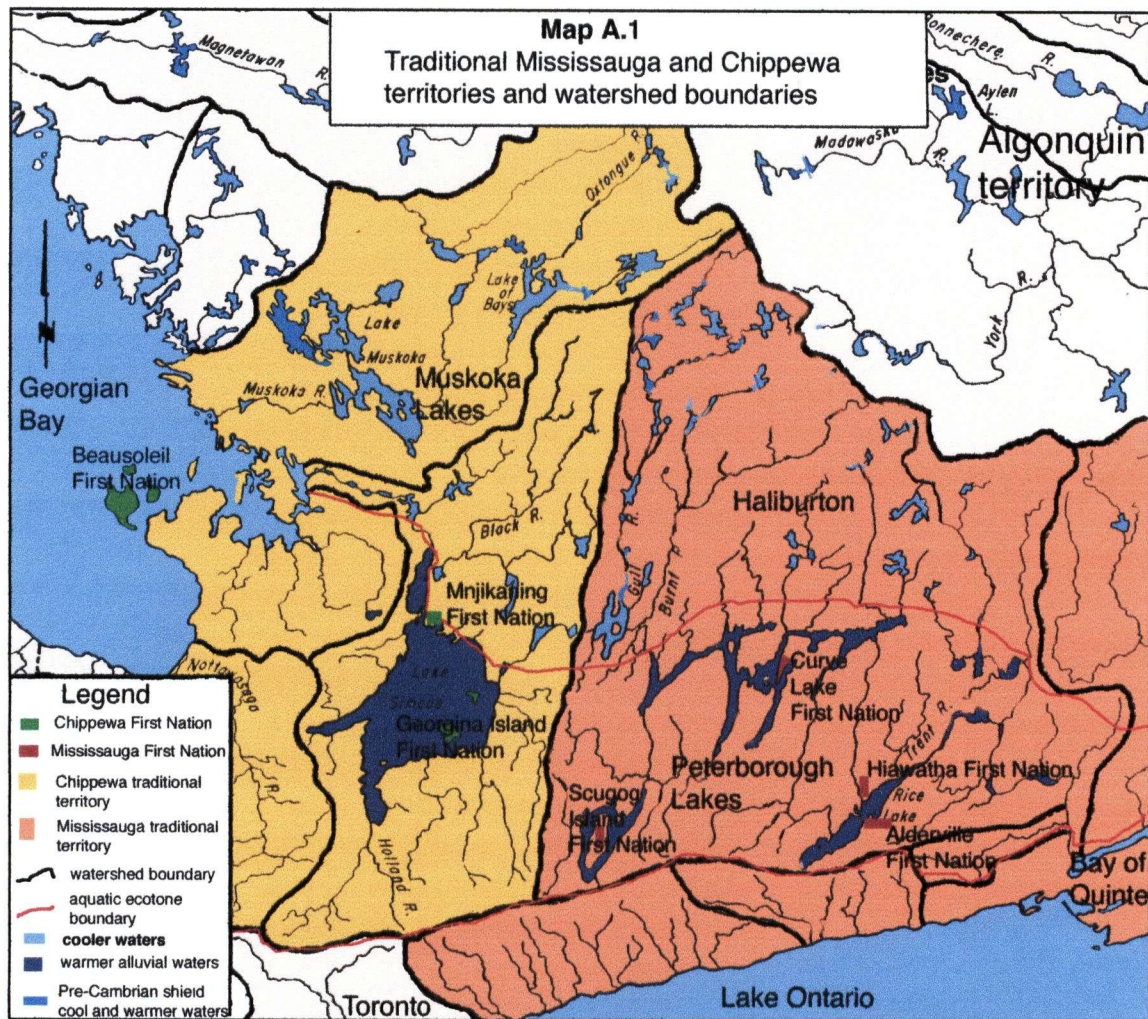 Map A.1
Traditional Mississauga and Chippewa
territories and watershed boundaries
Magnetawan R.
Bonnechere R.
Aylen L.
Madawaska R.
Algonquin
territory
Oxtongue R.
Lake
of
Bays
York R.
Lake
Muskoka
Muskoka R.
Muskoka
Lakes
Georgian
Bay
Beausoleil
First Nation
Black R.
Haliburton
Gull R.
Burnt R.
Mnjikaning
First Nation
Lake
Simcoe
Georgina Island
First Nation
Curve
Lake
First Nation
Trent R.
Peterborough
Lakes
Hiawatha First Nation
Rice
Lake
Alderville
First Nation
Scugog
Island
First Nation
Nottawasaga R.
Holland R.
Bay of
Quinte
Lake Ontario
Toronto
Legend
Chippewa First Nation
Mississauga First Nation
Chippewa traditional
territory
Mississauga traditional
territory
watershed boundary
aquatic ecotone
boundary
cooler waters
warmer alluvial waters
Pre-Cambrian shield
cool and warmer waters